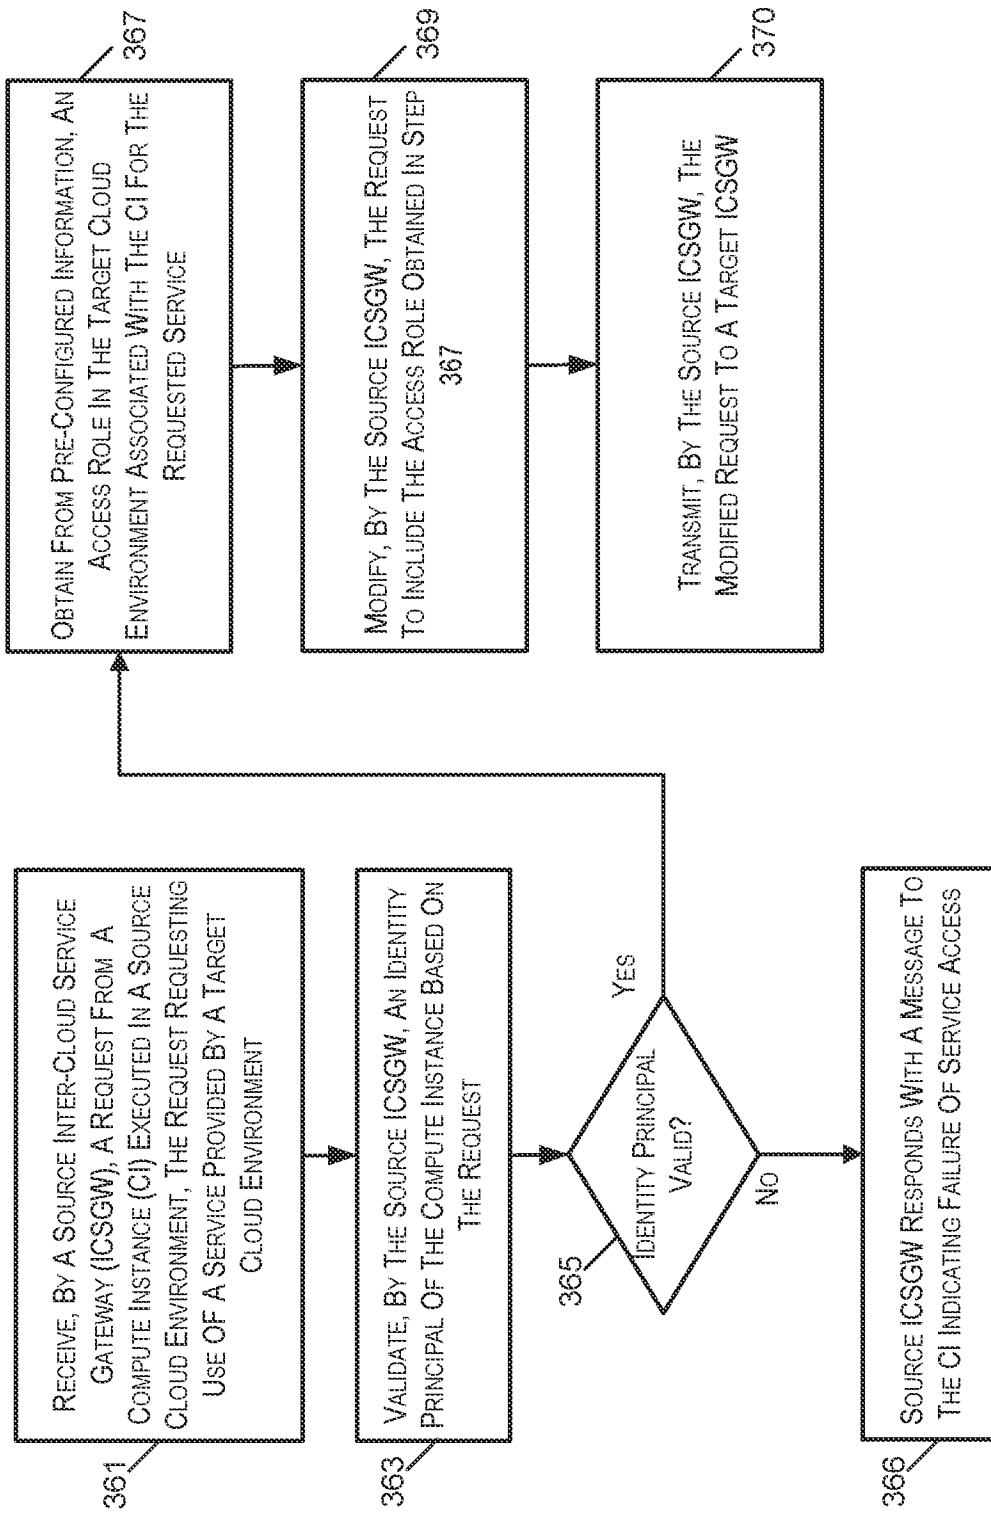 361
RECEIVE, BY A SOURCE INTER-CLOUD SERVICE
GATEWAY (ICSGW), A REQUEST FROM A
COMPUTE INSTANCE (CI) EXECUTED IN A SOURCE
CLOUD ENVIRONMENT, THE REQUEST REQUESTING
USE OF A SERVICE PROVIDED BY A TARGET
CLOUD ENVIRONMENT
363
VALIDATE, BY THE SOURCE ICSGW, AN IDENTITY
PRINCIPAL OF THE COMPUTE INSTANCE BASED ON
THE REQUEST
365
IDENTITY PRINCIPAL
VALID?
YES
NO
366
SOURCE ICSGW RESPONDS WITH A MESSAGE TO
THE CI INDICATING FAILURE OF SERVICE ACCESS
367
OBTAIN FROM PRE-CONFIGURED INFORMATION, AN
ACCESS ROLE IN THE TARGET CLOUD
ENVIRONMENT ASSOCIATED WITH THE CI FOR THE
REQUESTED SERVICE
369
MODIFY, BY THE SOURCE ICSGW, THE REQUEST
TO INCLUDE THE ACCESS ROLE OBTAINED IN STEP
367
370
TRANSMIT, BY THE SOURCE ICSGW, THE
MODIFIED REQUEST TO A TARGET ICSGW